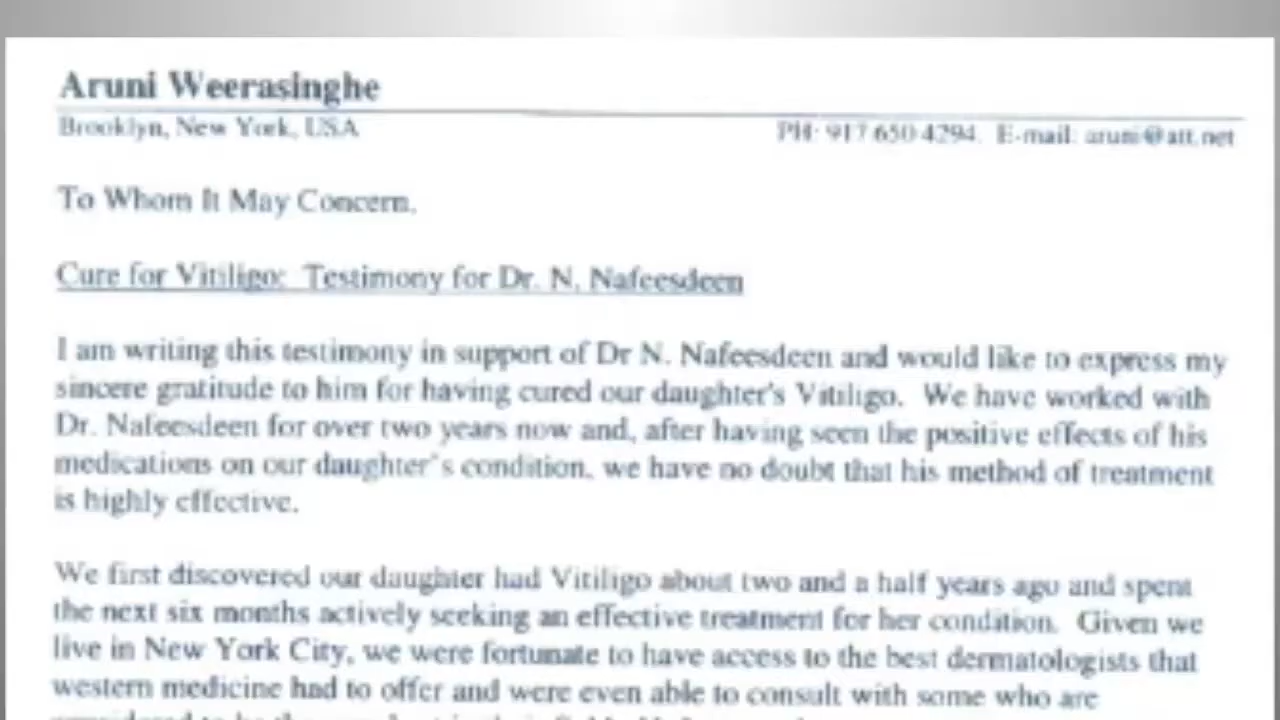 Aruni Weerasinghe
Brooklyn, New York, USA
PH: 917 650 4294. E-mail: aruni@att.net
To Whom It May Concern,
Cure for Vitiligo: Testimony for Dr. N. Nafeesdeen
I am writing this testimony in support of Dr N. Nafeesdeen and would like to express my
sincere gratitude to him for having cured our daughter's Vitiligo. We have worked with
Dr. Nafeesdeen for over two years now and, after having seen the positive effects of his
medications on our daughter's condition, we have no doubt that his method of treatment
is highly effective.
We first discovered our daughter had Vitiligo about two and a half years ago and spent
the next six months actively seeking an effective treatment for her condition. Given we
live in New York City, we were fortunate to have access to the best dermatologists that
western medicine had to offer and were even able to consult with some who are